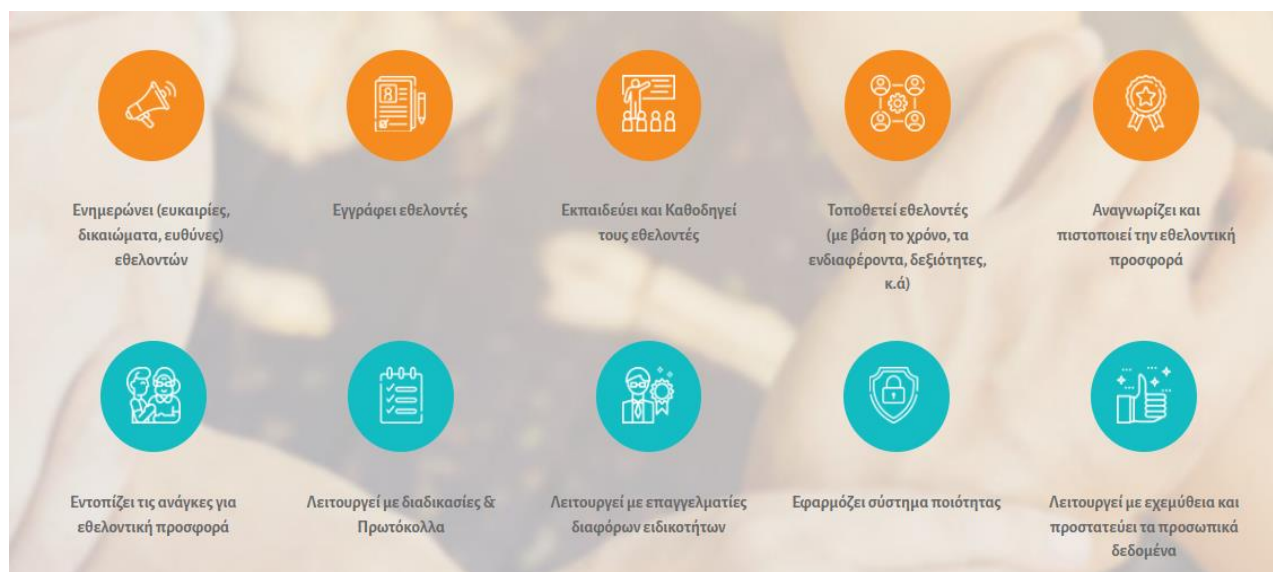 Ενημερώνει (ευκαιρίες,
δικαιώματα, ευθύνες)
εθελοντών
Εγγράφει εθελοντές
Εκπαιδεύει και Καθοδηγεί
τους εθελοντές
Τοποθετεί εθελοντές
(με βάση το χρόνο, τα
ενδιαφέροντα, δεξιότητες,
κ.ά)
Αναγνωρίζει και
πιστοποιεί την εθελοντική
προσφορά
Εντοπίζει τις ανάγκες για
εθελοντική προσφορά
Λειτουργεί με διαδικασίες &
Πρωτόκολλα
Λειτουργεί με επαγγελματίες
διαφόρων ειδικοτήτων
Εφαρμόζει σύστημα ποιότητας
Λειτουργεί με εχεμύθεια και
προστατεύει τα προσωπικά
δεδομένα